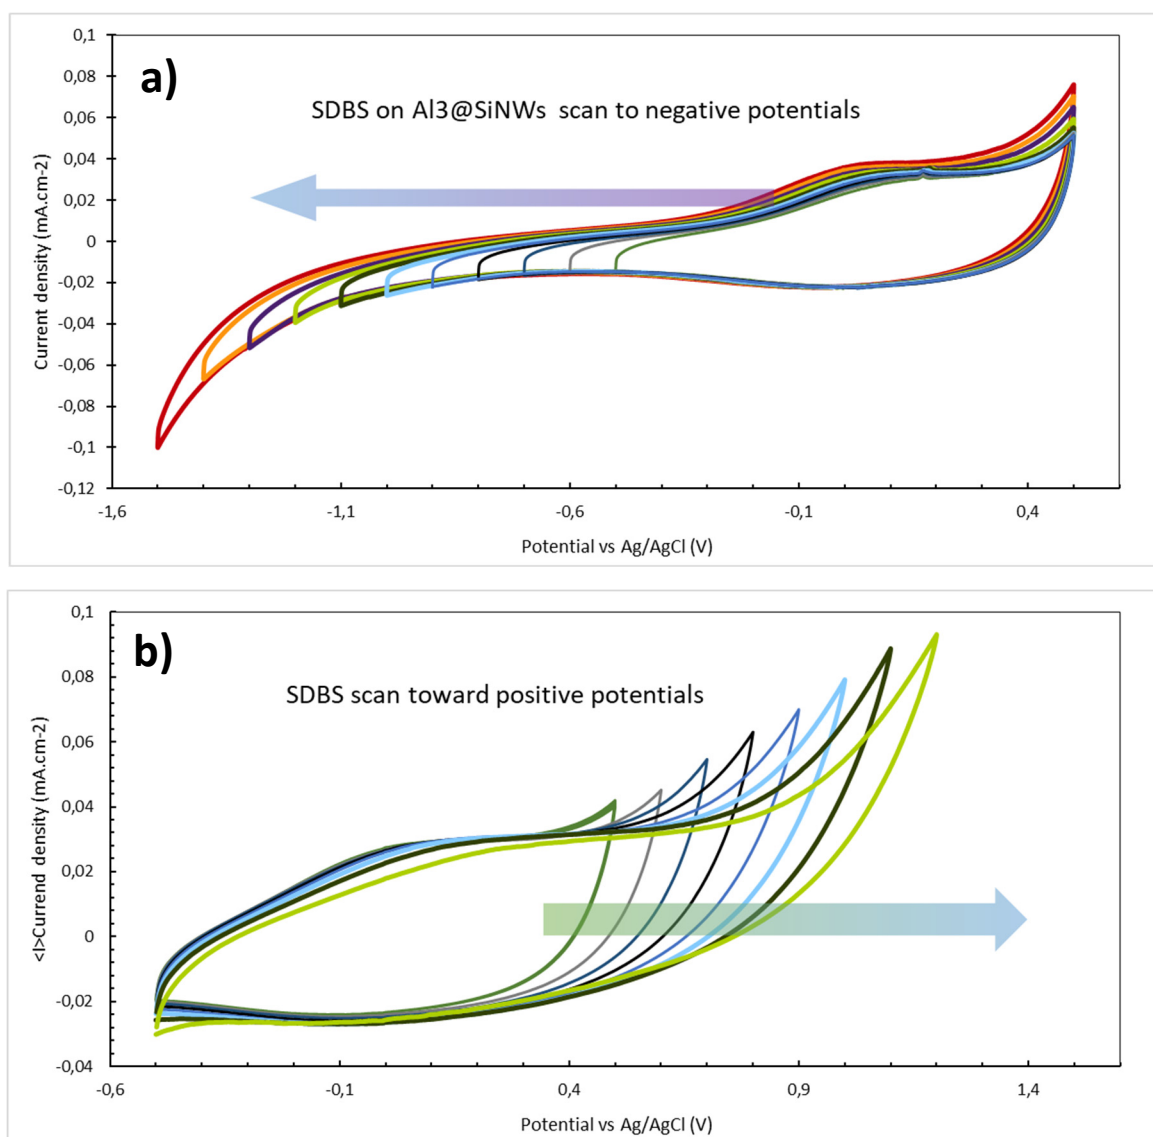 a)
SDBS on Al3@SiNWs scan to negative potentials
Current density (mA.cm-2)
0,1
0,08
0,06
0,04
0,02
0
-0,02
-0,04
-0,06
-0,08
-0,1
-0,12
-1,6 -1,1 -0,6 -0,1 0,4
Potential vs Ag/AgCl (V)
b)
SDBS scan toward positive potentials
<I>Currend density (mA.cm-2)
0,1
0,08
0,06
0,04
0,02
0
-0,02
-0,04
-0,6 -0,1 0,4 0,9 1,4
Potential vs Ag/AgCl (V)